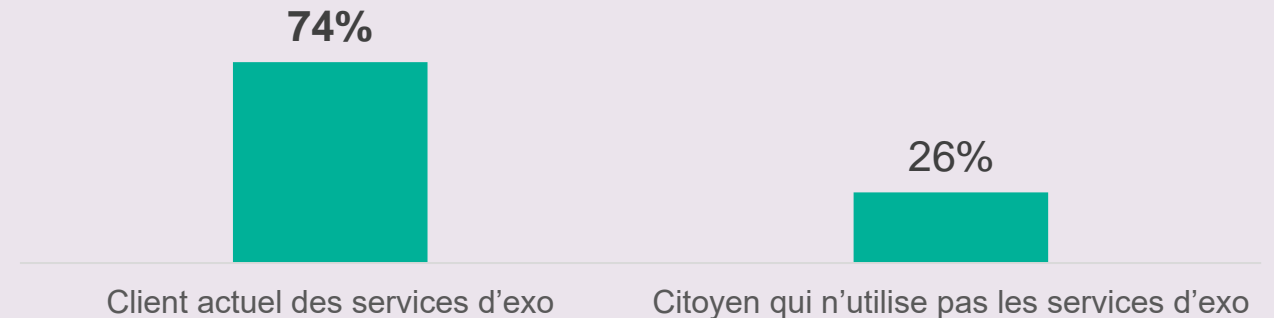 74%
26%
Client actuel des services d’exo
Citoyen qui n’utilise pas les services d’exo